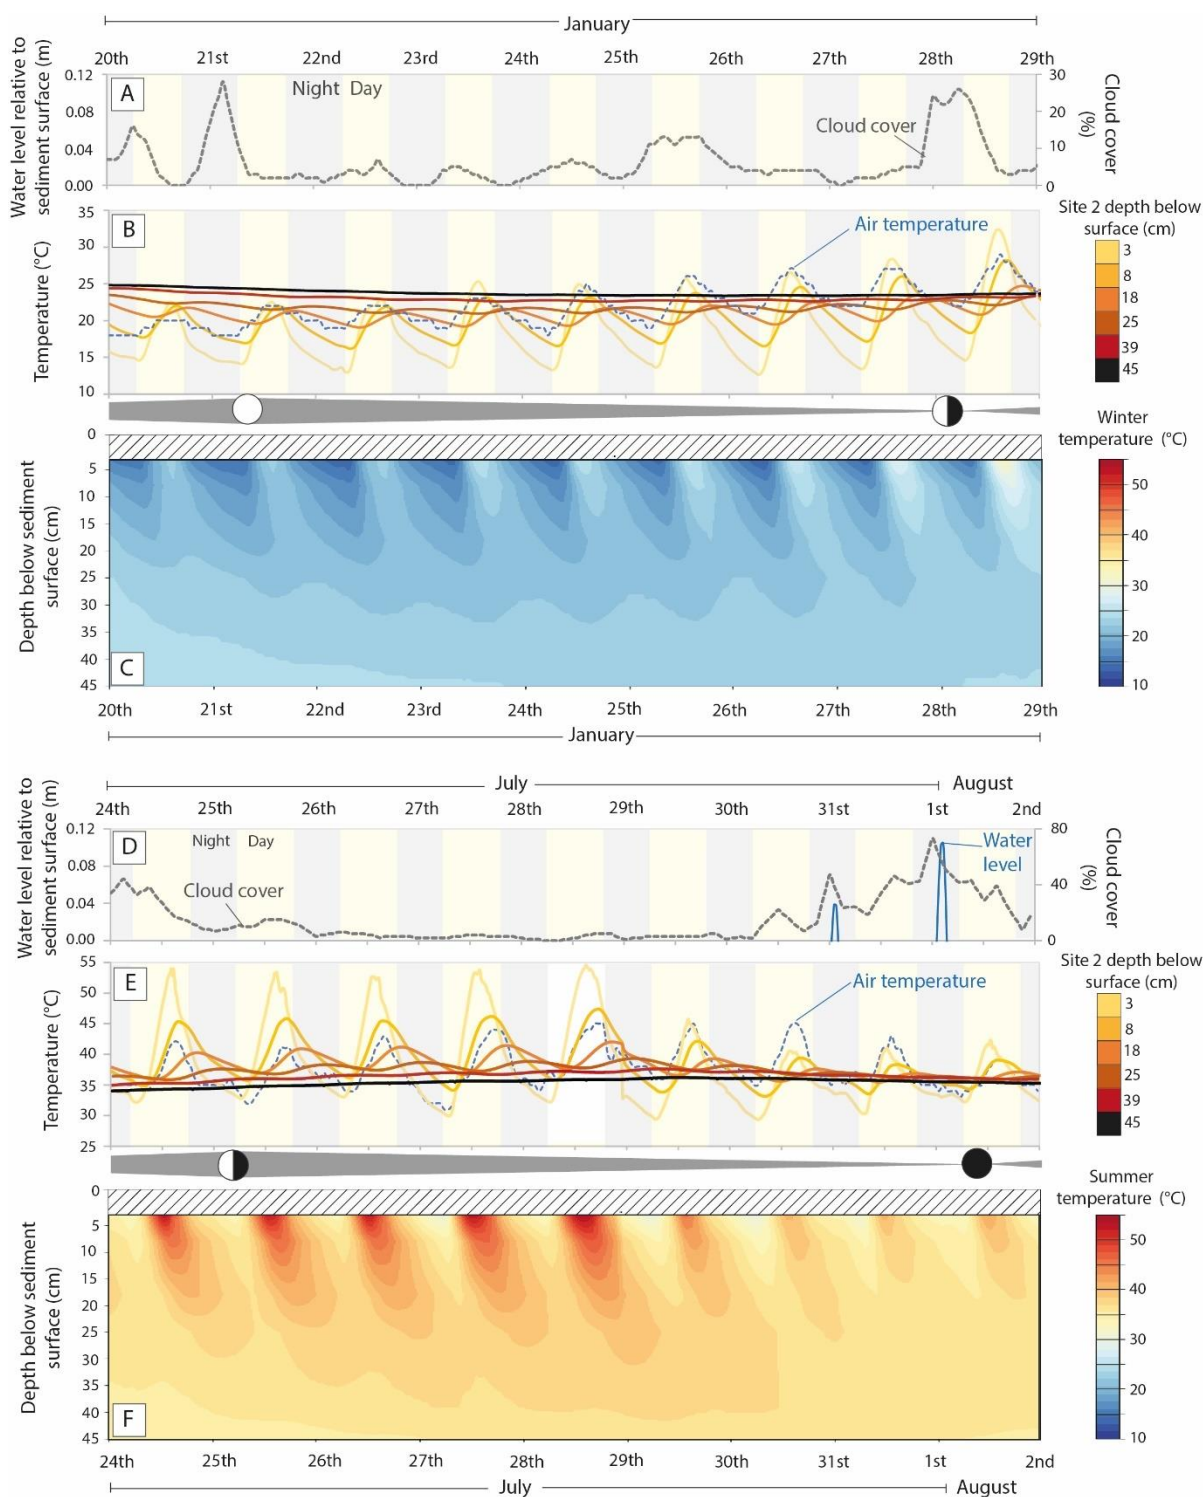 January
20th 21st 22nd 23rd 24th 25th 26th 27th 28th 29th
Water level relative to
sediment surface (m)
0.12
0.08
0.04
0.00
A
Night Day
Cloud cover
30
20
10
0
Cloud cover
(%)
35
30
25
20
15
10
Temperature (°C)
B
Air temperature
Site 2 depth below
surface (cm)
3
8
18
25
39
45
Depth below sediment
surface (cm)
0
5
10
15
20
25
30
35
40
45
C
Winter
temperature (°C)
50
40
30
20
10
20th 21st 22nd 23rd 24th 25th 26th 27th 28th 29th
January
July August
24th 25th 26th 27th 28th 29th 30th 31st 1st 2nd
Water level relative to
sediment surface (m)
0.12
0.08
0.04
0.00
D
Night Day
Cloud cover
Water
level
80
40
0
Cloud cover
(%)
55
50
45
40
35
30
25
Temperature (°C)
E
Air temperature
Site 2 depth below
surface (cm)
3
8
18
25
39
45
Depth below sediment
surface (cm)
0
5
10
15
20
25
30
35
40
45
F
Summer
temperature (°C)
50
40
30
20
10
24th 25th 26th 27th 28th 29th 30th 31st 1st 2nd
July August